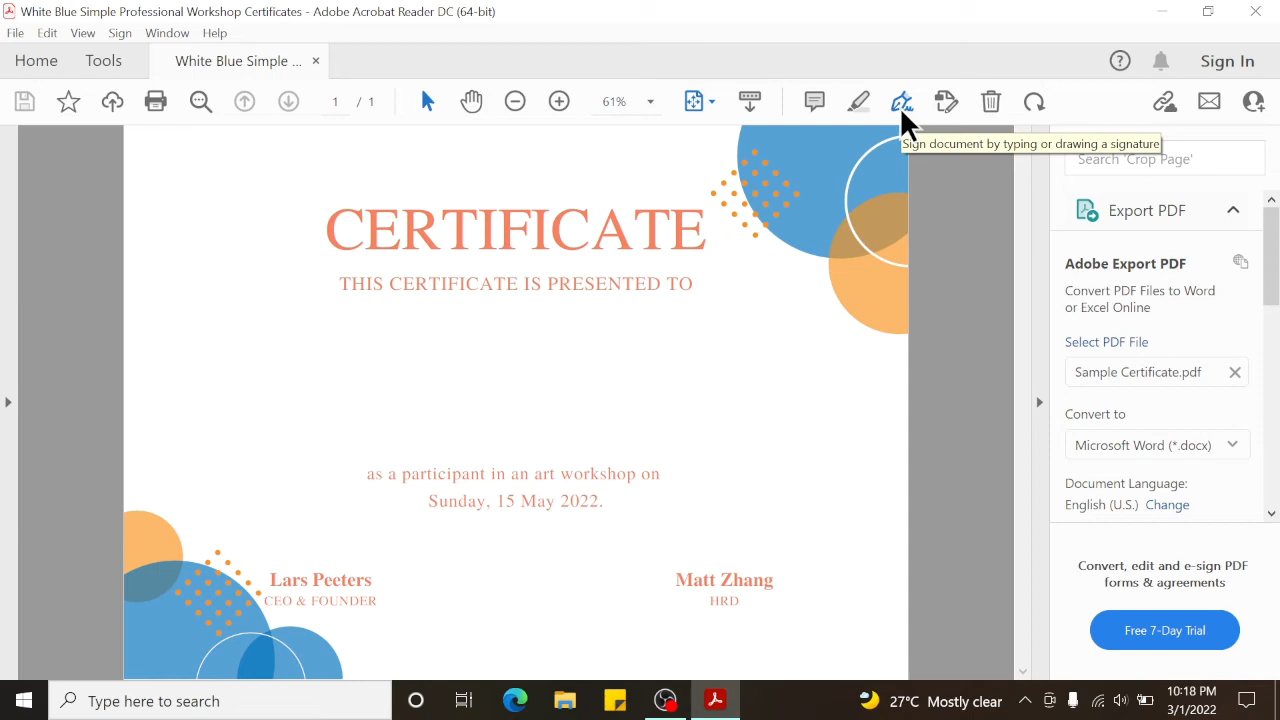 White Blue Simple Professional Workshop Certificates - Adobe Acrobat Reader DC (64-bit)
File Edit View Sign Window Help
Home Tools White Blue Simple ... × Sign In
1 / 1 61%
Sign document by typing or drawing a signature
Search 'Crop Page'
Export PDF
Adobe Export PDF
Convert PDF Files to Word
or Excel Online
Select PDF File
Sample Certificate.pdf
Convert to
Microsoft Word (*.docx)
Document Language:
English (U.S.) Change
Convert, edit and e-sign PDF
forms & agreements
Free 7-Day Trial
CERTIFICATE
THIS CERTIFICATE IS PRESENTED TO
as a participant in an art workshop on
Sunday, 15 May 2022.
Lars Peeters
CEO & FOUNDER
Matt Zhang
HRD
Type here to search
27°C Mostly clear
10:18 PM
3/1/2022